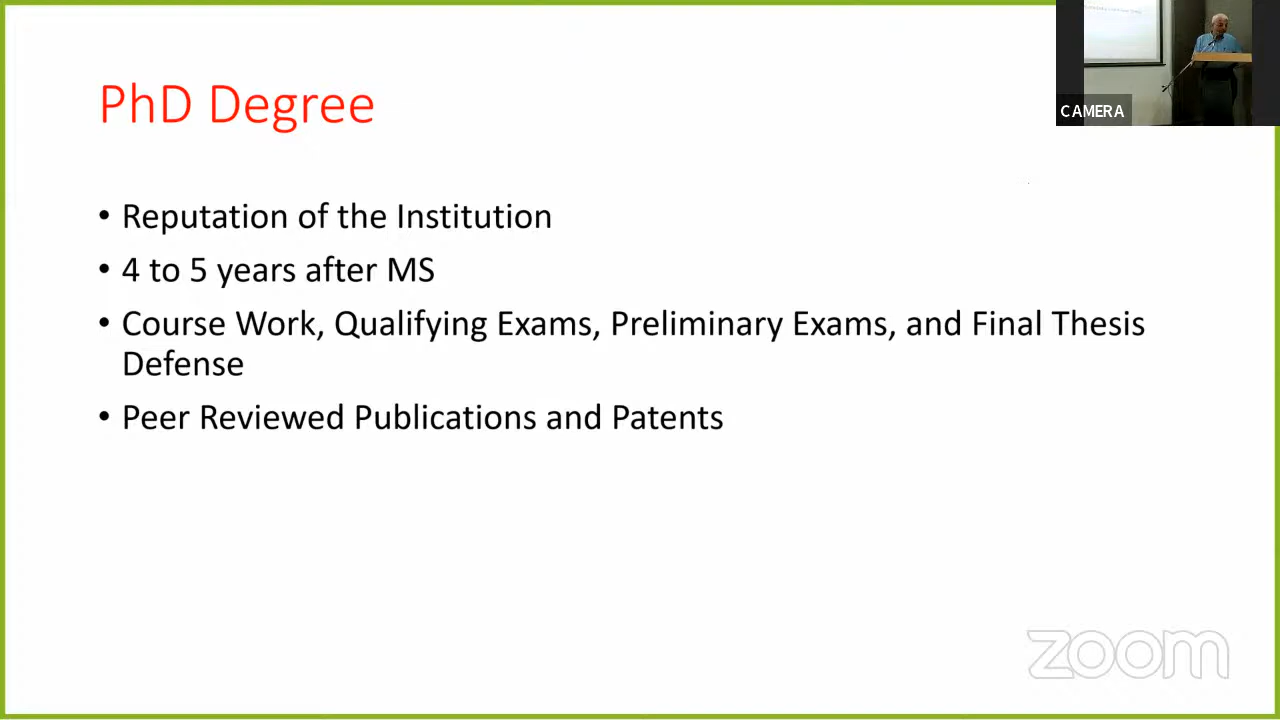 PhD Degree
CAMERA
• Reputation of the Institution
• 4 to 5 years after MS
• Course Work, Qualifying Exams, Preliminary Exams, and Final Thesis
Defense
• Peer Reviewed Publications and Patents
zoom